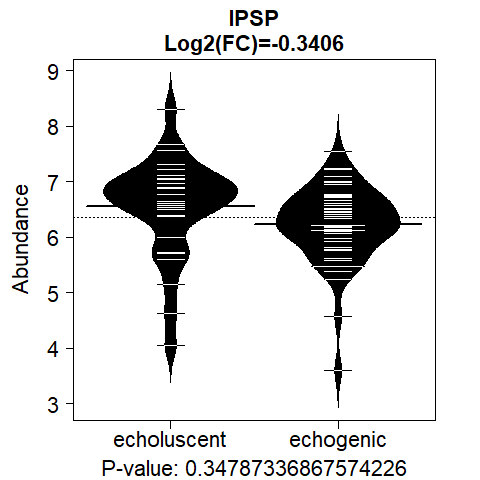 IPSP
Log2(FC)=-0.3406
9
8
7
6
5
4
3
Abundance
echoluscent echogenic
P-value: 0.34787336867574226